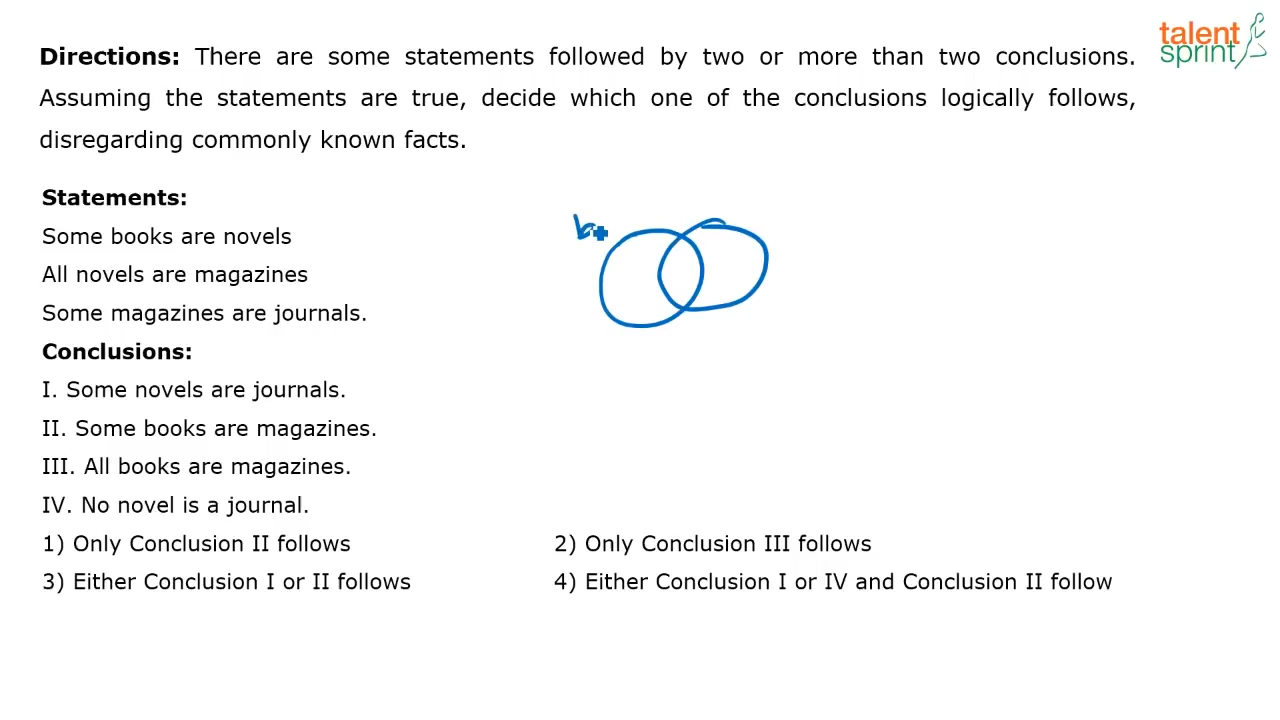 talent
sprint
Directions: There are some statements followed by two or more than two conclusions.
Assuming the statements are true, decide which one of the conclusions logically follows,
disregarding commonly known facts.
Statements:
Some books are novels
All novels are magazines
Some magazines are journals.
Conclusions:
I. Some novels are journals.
II. Some books are magazines.
III. All books are magazines.
IV. No novel is a journal.
1) Only Conclusion II follows
2) Only Conclusion III follows
3) Either Conclusion I or II follows
4) Either Conclusion I or IV and Conclusion II follow